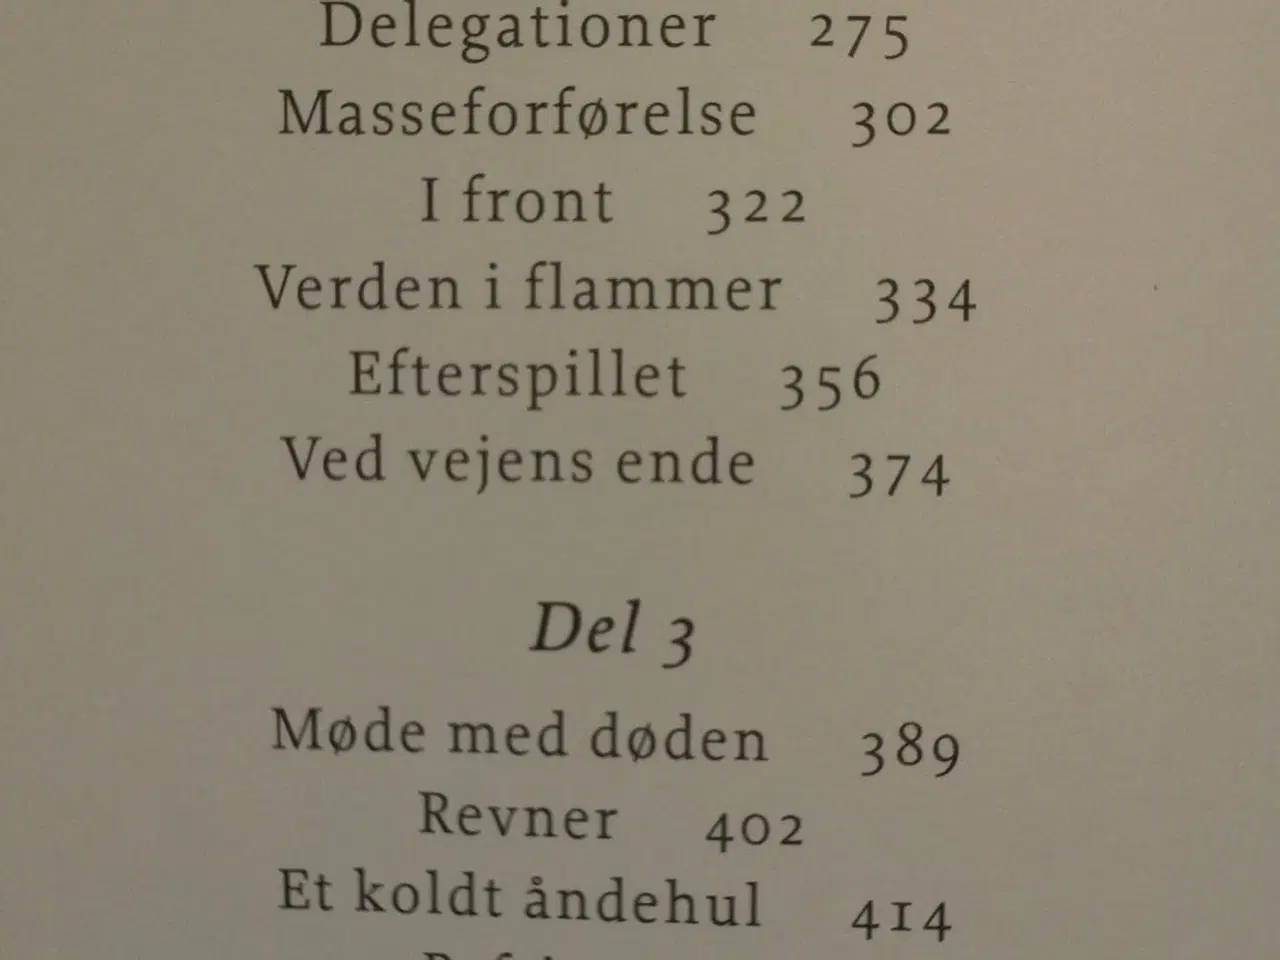 Delegationer 275
Masseforførelse 302
I front 322
Verden i flammer 334
Efterspillet 356
Ved vejens ende 374
Del 3
Møde med døden 389
Revner 402
Et koldt åndehul 414